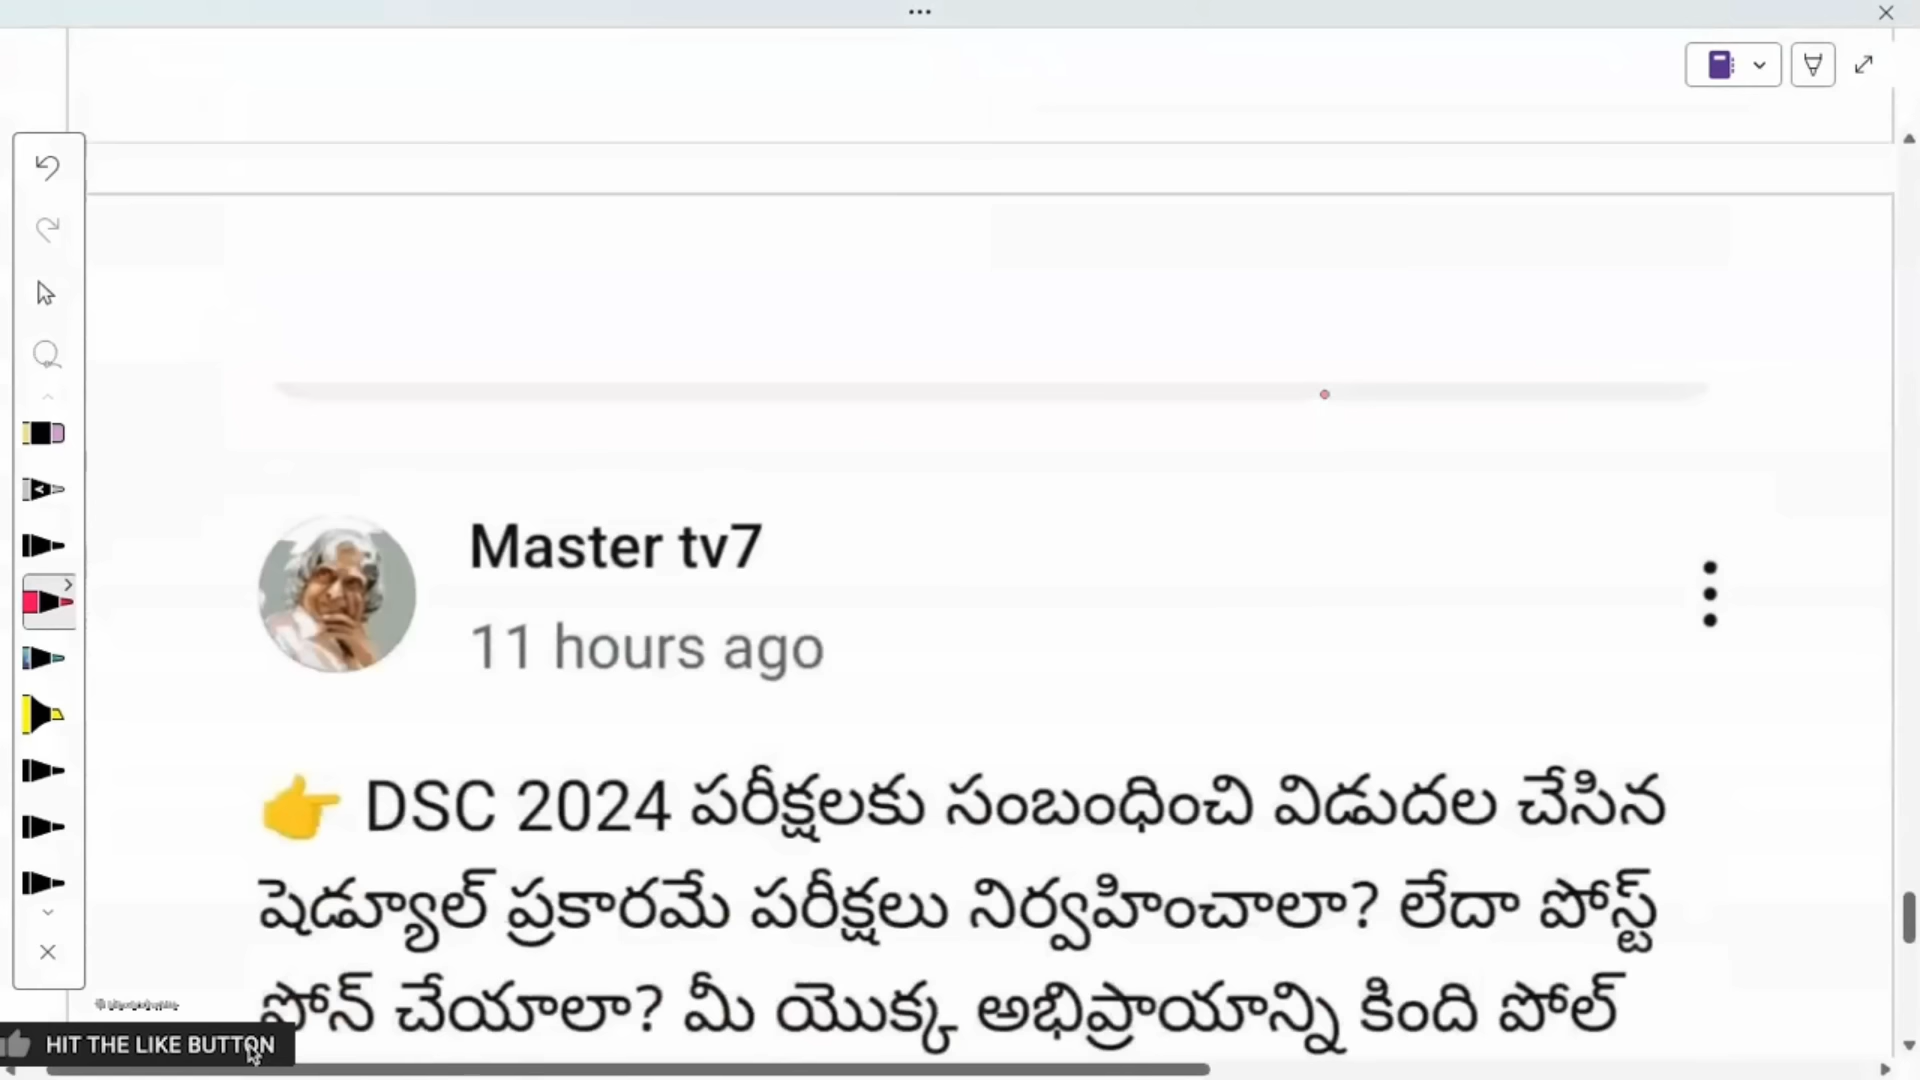 Master tv7
11 hours ago
👉 DSC 2024 పరీక్షలకు సంబంధించి విడుదల చేసిన
షెడ్యూల్ ప్రకారమే పరీక్షలు నిర్వహించాలా? లేదా పోస్ట్
పోన్ చేయాలా? మీ యొక్క అభిప్రాయాన్ని కింది పోల్
HIT THE LIKE BUTTON